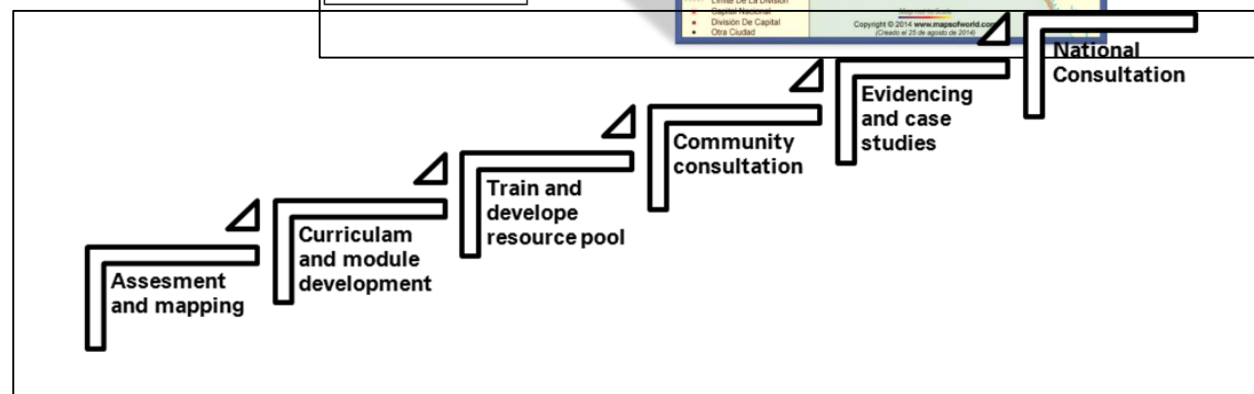 Límite De La División
Capital Nacional
División De Capital
Otra Ciudad
Copyright © 2014 www.mapsofworld.com
(Creado el 25 de agosto de 2014)
National
Consultation
Evidencing
and case
studies
Community
consultation
Train and
develope
resource pool
Curriculam
and module
development
Assesment
and mapping